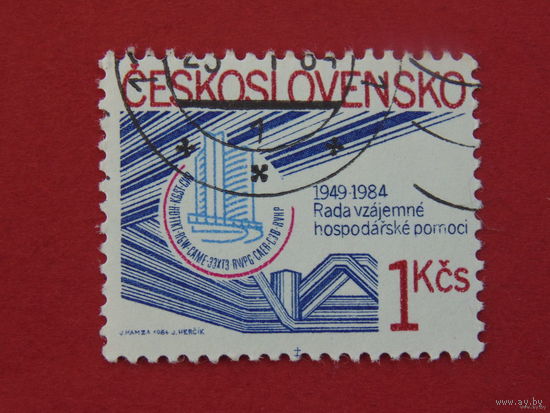 ČESKOSLOVENSKO
1949-1984
Rada vzájemné
hospodářské pomoci
1Kčs
J. HAMZA 1984 J. HERČÍK
www.ay.by